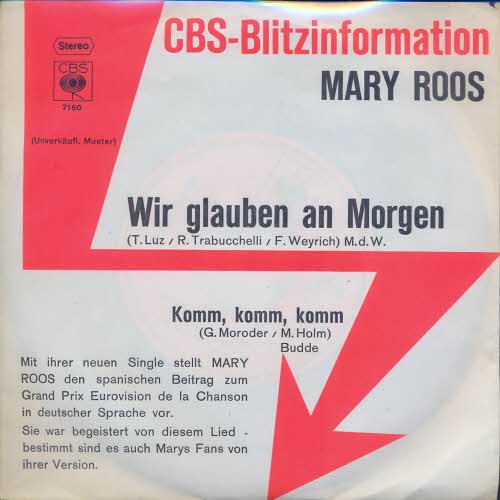 CBS-Blitzinformation
Stereo
MARY ROOS
CBS
7160
(Unverkäufl. Muster)
Wir glauben an Morgen
(T. Luz / R. Trabucchelli / F. Weyrich) M.d.W.
Komm, komm, komm
(G. Moroder / M. Holm)
Budde
Mit ihrer neuen Single stellt MARY
ROOS den spanischen Beitrag zum
Grand Prix Eurovision de la Chanson
in deutscher Sprache vor.
Sie war begeistert von diesem Lied -
bestimmt sind es auch Marys Fans von
ihrer Version.